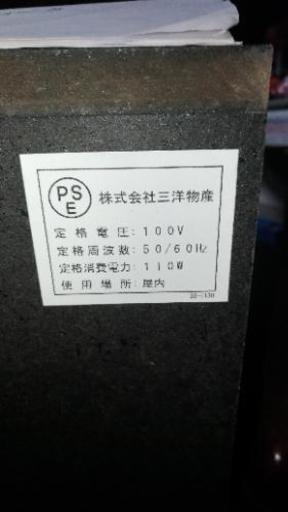 PS
E
株式会社三洋物産
定格電圧:100V
定格周波数:50/60Hz
定格消費電力:110W
使用場所:屋内